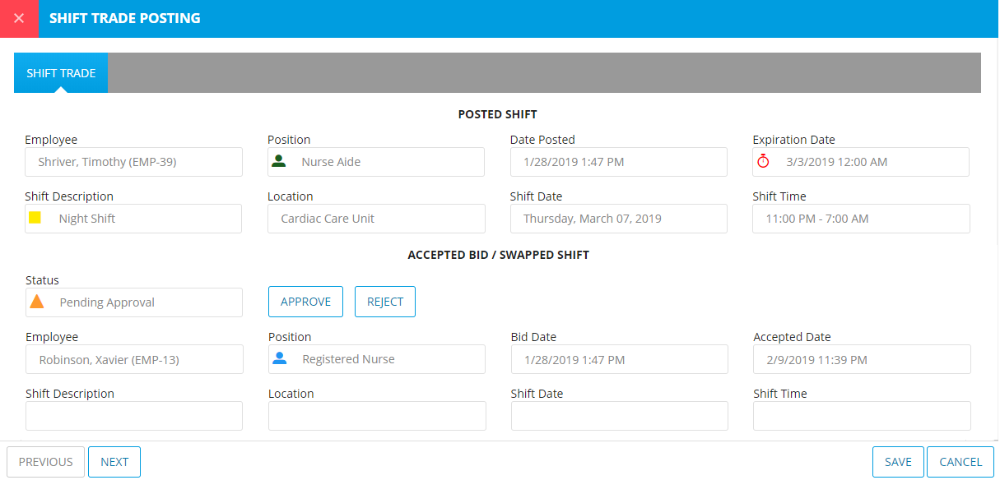 SHIFT TRADE POSTING
SHIFT TRADE
POSTED SHIFT
Employee Position Date Posted Expiration Date
Shriver, Timothy (EMP-39) Nurse Aide 1/28/2019 1:47 PM 3/3/2019 12:00 AM
Shift Description Location Shift Date Shift Time
Night Shift Cardiac Care Unit Thursday, March 07, 2019 11:00 PM - 7:00 AM
ACCEPTED BID / SWAPPED SHIFT
Status
Pending Approval APPROVE REJECT
Employee Position Bid Date Accepted Date
Robinson, Xavier (EMP-13) Registered Nurse 1/28/2019 1:47 PM 2/9/2019 11:39 PM
Shift Description Location Shift Date Shift Time
PREVIOUS NEXT SAVE CANCEL